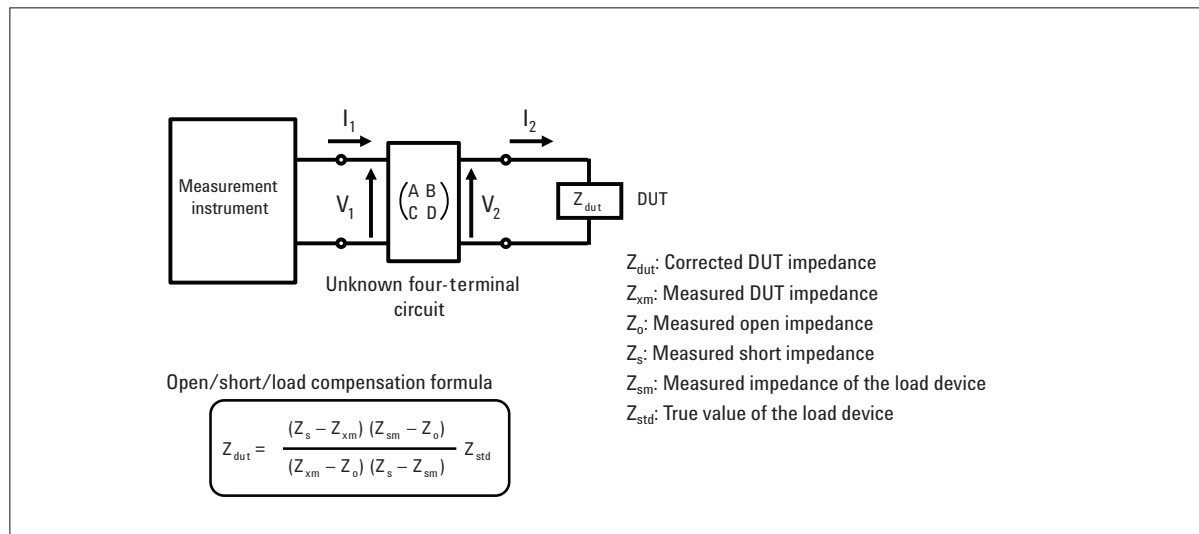 I1
I2
Measurement
instrument
V1
A B
C D
V2
Zdut
DUT
Unknown four-terminal
circuit
Zdut: Corrected DUT impedance
Zxm: Measured DUT impedance
Zo: Measured open impedance
Zs: Measured short impedance
Zsm: Measured impedance of the load device
Zstd: True value of the load device
Open/short/load compensation formula
Zdut = (Zs – Zxm) (Zsm – Zo)
(Zxm – Zo) (Zs – Zsm) Zstd